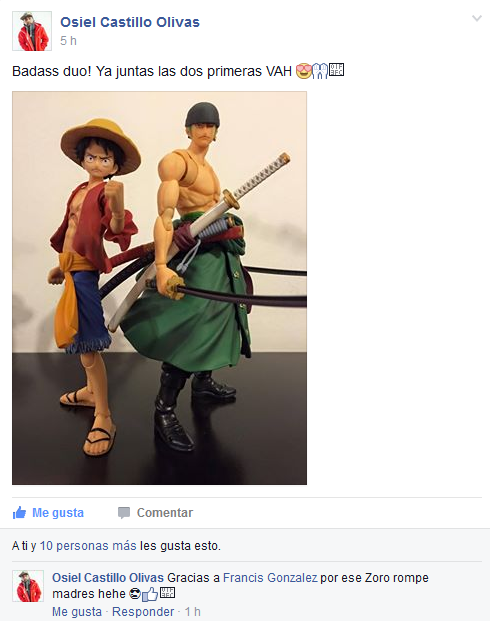 Osiel Castillo Olivas
5 h
Badass duo! Ya juntas las dos primeras VAH 😍
Me gusta Comentar
A ti y 10 personas más les gusta esto.
Osiel Castillo Olivas Gracias a Francis Gonzalez por ese Zoro rompe
madres hehe 😎👍
Me gusta · Responder · 1 h